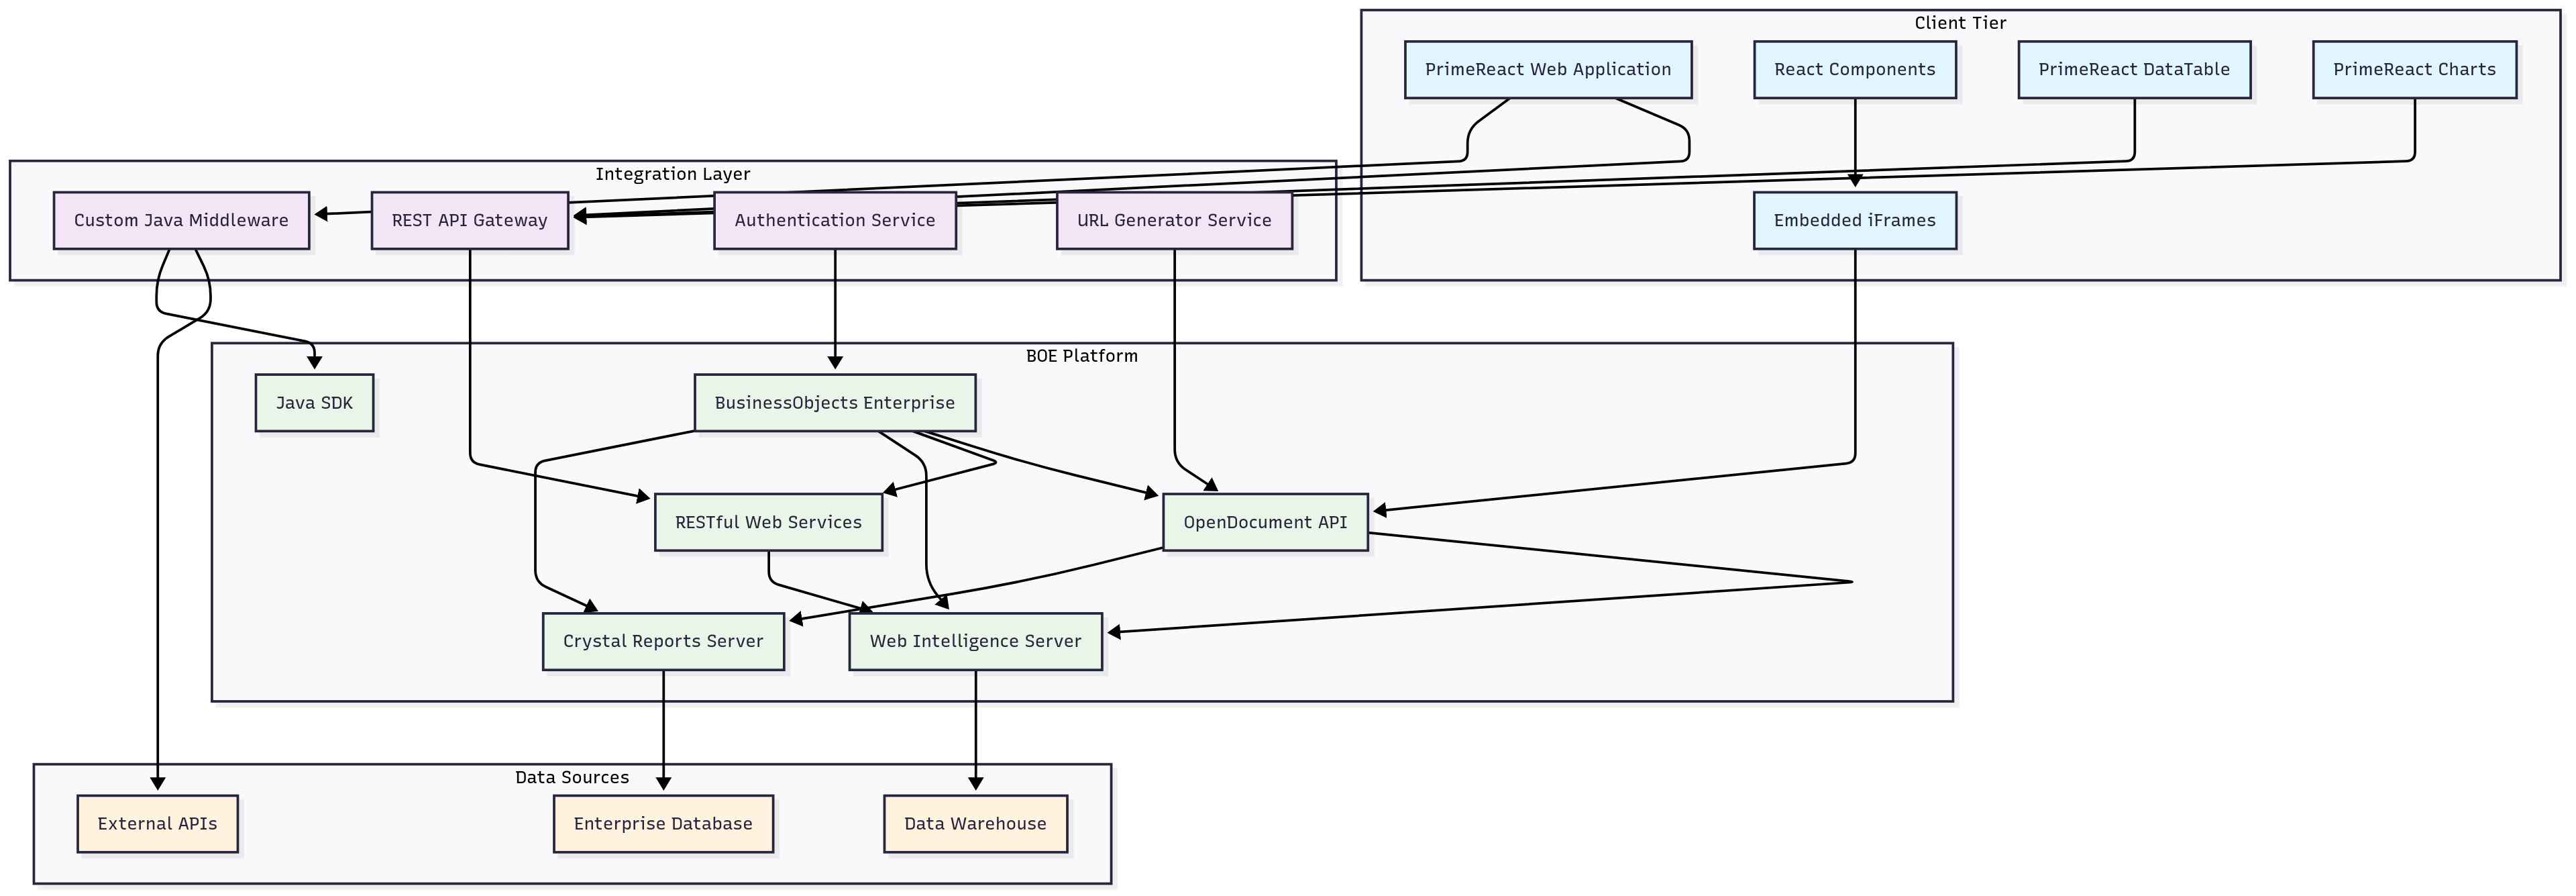 Client Tier
PrimeReact Web Application
React Components
PrimeReact DataTable
PrimeReact Charts
Integration Layer
Custom Java Middleware
REST API Gateway
Authentication Service
URL Generator Service
Embedded iFrames
BOE Platform
Java SDK
BusinessObjects Enterprise
RESTful Web Services
OpenDocument API
Crystal Reports Server
Web Intelligence Server
Data Sources
External APIs
Enterprise Database
Data Warehouse